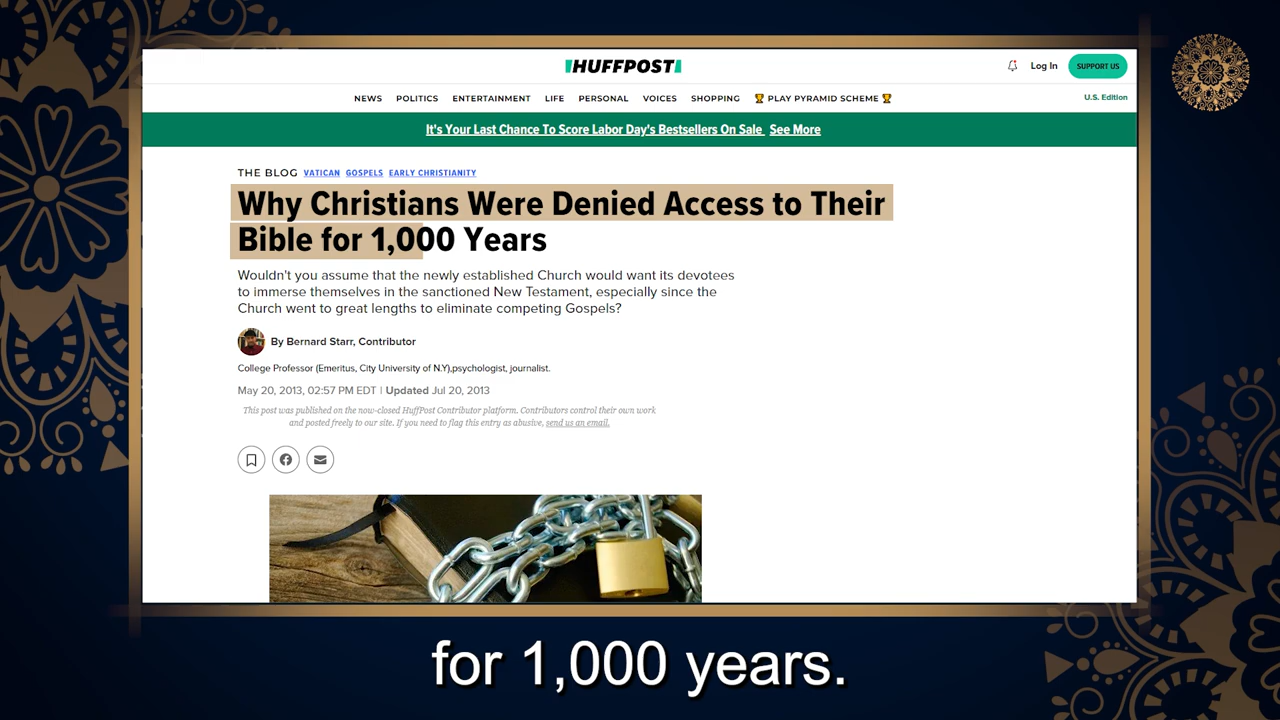 HUFFPOST
Log In
SUPPORT US
NEWS POLITICS ENTERTAINMENT LIFE PERSONAL VOICES SHOPPING 🏆 PLAY PYRAMID SCHEME 🏆
U.S. Edition
It's Your Last Chance To Score Labor Day's Bestsellers On Sale See More
THE BLOG VATICAN GOSPELS EARLY CHRISTIANITY
Why Christians Were Denied Access to Their
Bible for 1,000 Years
Wouldn't you assume that the newly established Church would want its devotees
to immerse themselves in the sanctioned New Testament, especially since the
Church went to great lengths to eliminate competing Gospels?
By Bernard Starr, Contributor
College Professor (Emeritus, City University of N.Y),psychologist, journalist.
May 20, 2013, 02:57 PM EDT | Updated Jul 20, 2013
This post was published on the now-closed HuffPost Contributor platform. Contributors control their own work
and posted freely to our site. If you need to flag this entry as abusive, send us an email.
for 1,000 years.